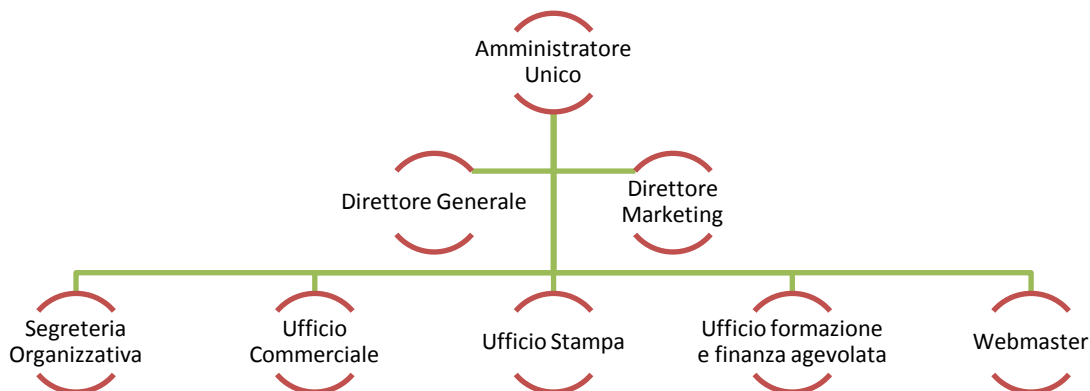 Amministratore
Unico
Direttore Generale
Direttore
Marketing
Segreteria
Organizzativa
Ufficio
Commerciale
Ufficio Stampa
Ufficio formazione
e finanza agevolata
Webmaster